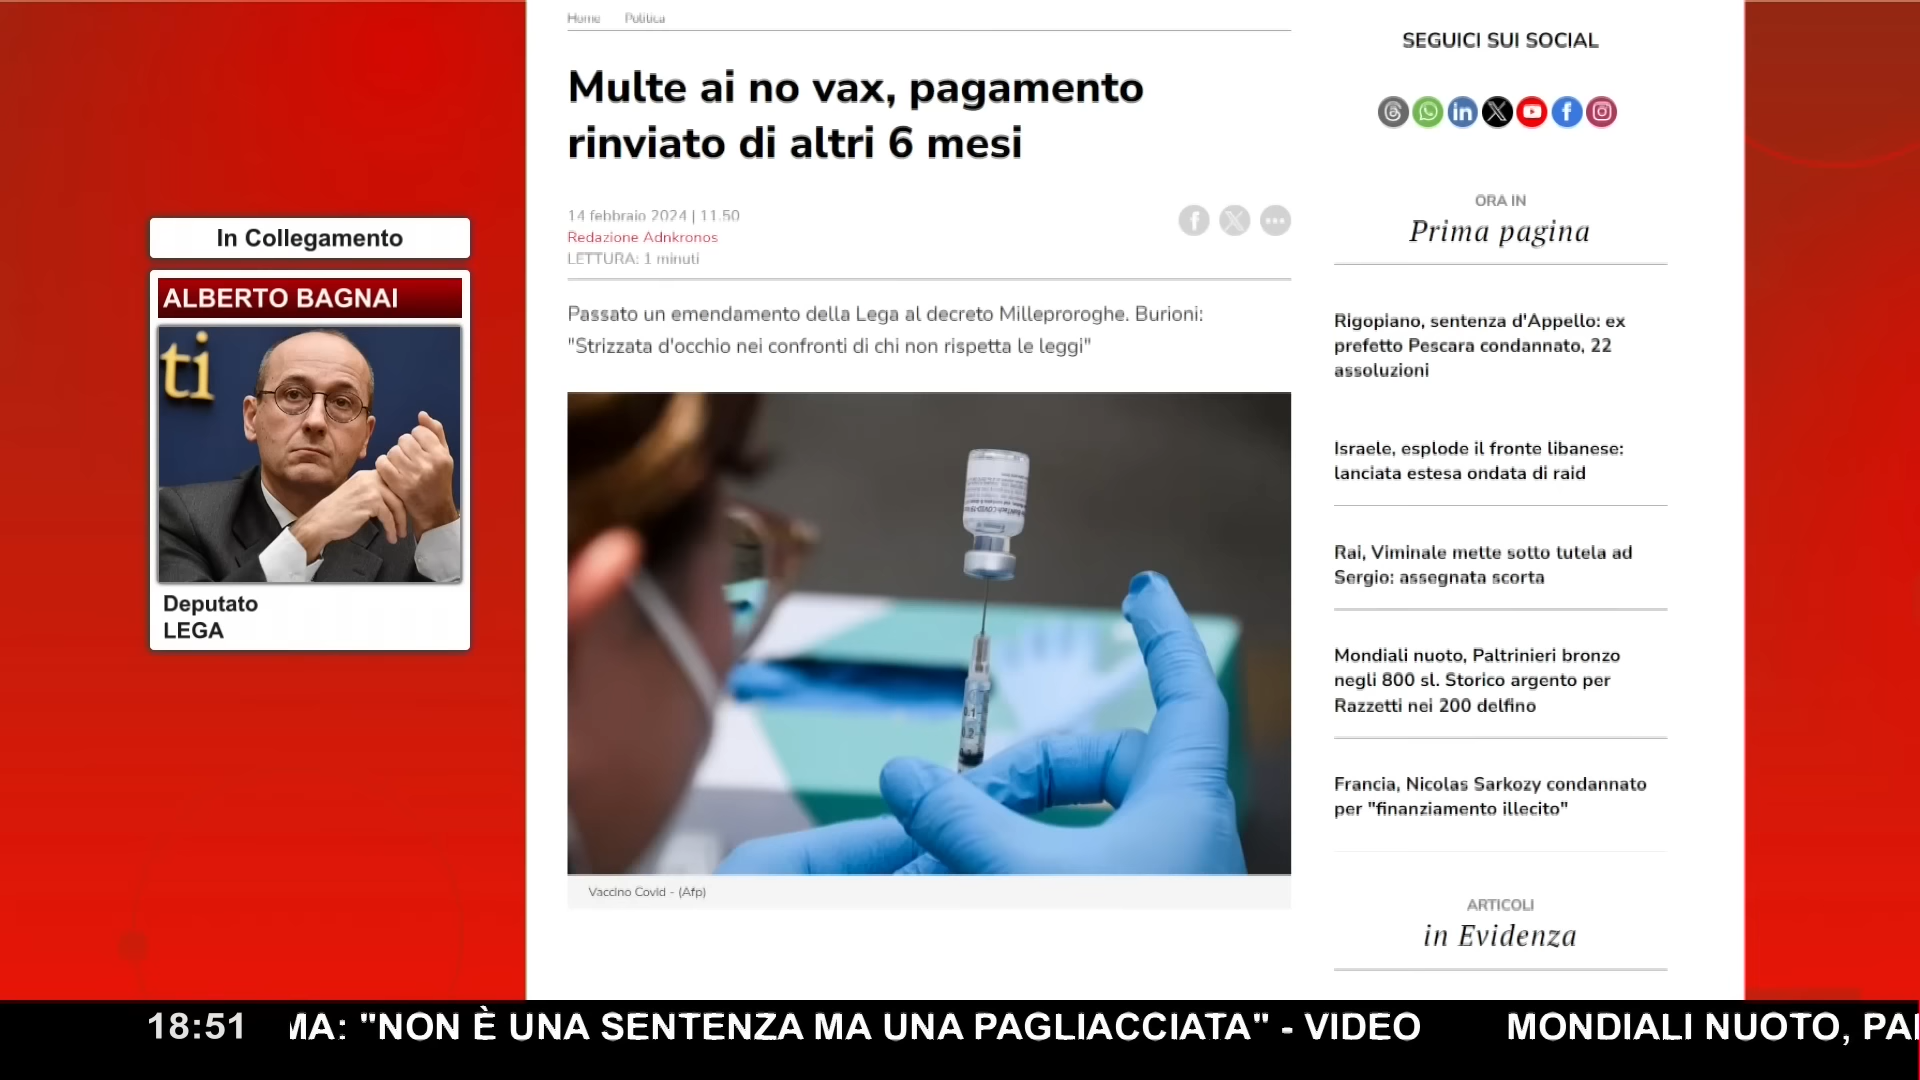 Home Politica
Multe ai no vax, pagamento
rinviato di altri 6 mesi
14 febbraio 2024 | 11.50
Redazione Adnkronos
LETTURA: 1 minuti
Passato un emendamento della Lega al decreto Milleproroghe. Burioni:
"Strizzata d'occhio nei confronti di chi non rispetta le leggi"
Vaccino Covid - (Afp)
SEGUICI SUI SOCIAL
ORA IN
Prima pagina
Rigopiano, sentenza d'Appello: ex
prefetto Pescara condannato, 22
assoluzioni
Israele, esplode il fronte libanese:
lanciata estesa ondata di raid
Rai, Viminale mette sotto tutela ad
Sergio: assegnata scorta
Mondiali nuoto, Paltrinieri bronzo
negli 800 sl. Storico argento per
Razzetti nei 200 delfino
Francia, Nicolas Sarkozy condannato
per "finanziamento illecito"
ARTICOLI
in Evidenza
In Collegamento
ALBERTO BAGNAI
ti
Deputato
LEGA
18:51 MA: "NON È UNA SENTENZA MA UNA PAGLIACCIATA" - VIDEO MONDIALI NUOTO, PA